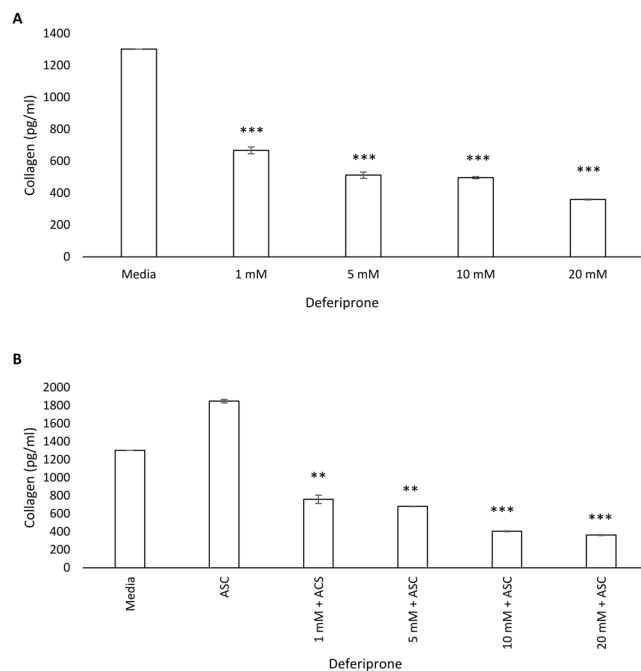 A
Collagen (pg/ml)
1400
1200
1000
800
600
400
200
0
***
***
***
***
Media 1 mM 5 mM 10 mM 20 mM
Deferiprone
B
Collagen (pg/ml)
2000
1800
1600
1400
1200
1000
800
600
400
200
0
**
**
***
***
Media
ASC
1 mM + ACS
5 mM + ASC
10 mM + ASC
20 mM + ASC
Deferiprone